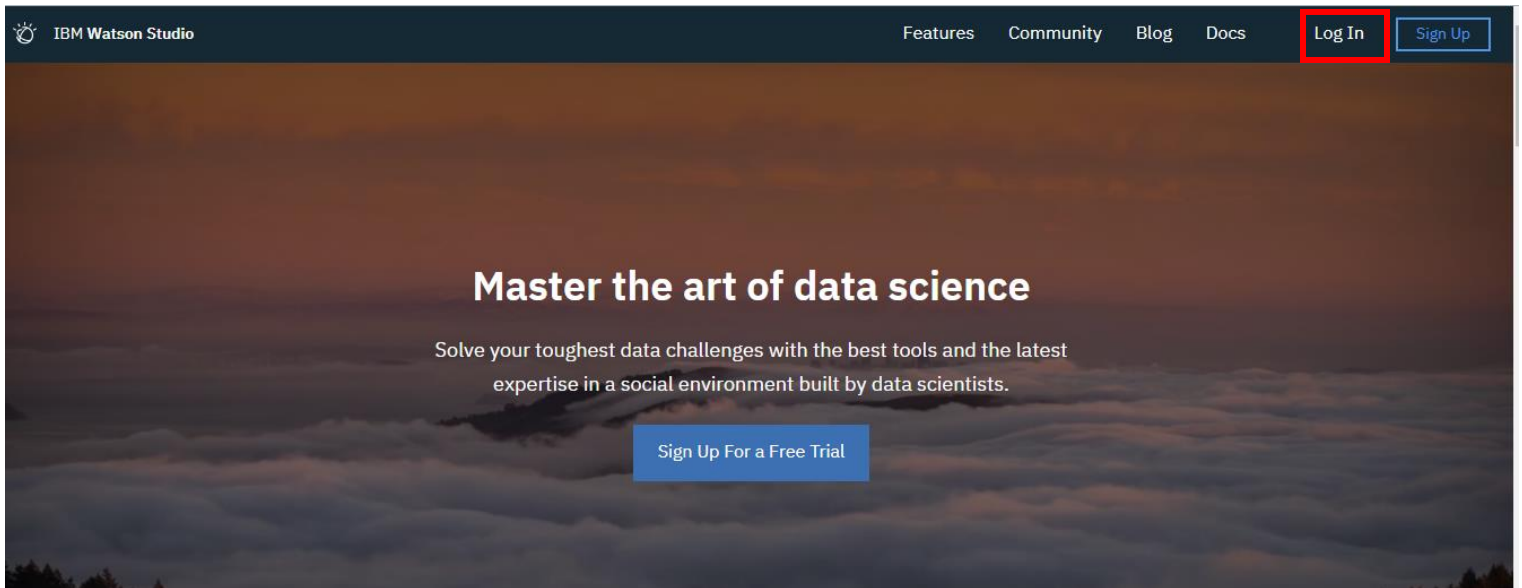 IBM Watson Studio
Features
Community
Blog
Docs
Log In
Sign Up
Master the art of data science
Solve your toughest data challenges with the best tools and the latest
expertise in a social environment built by data scientists.
Sign Up For a Free Trial